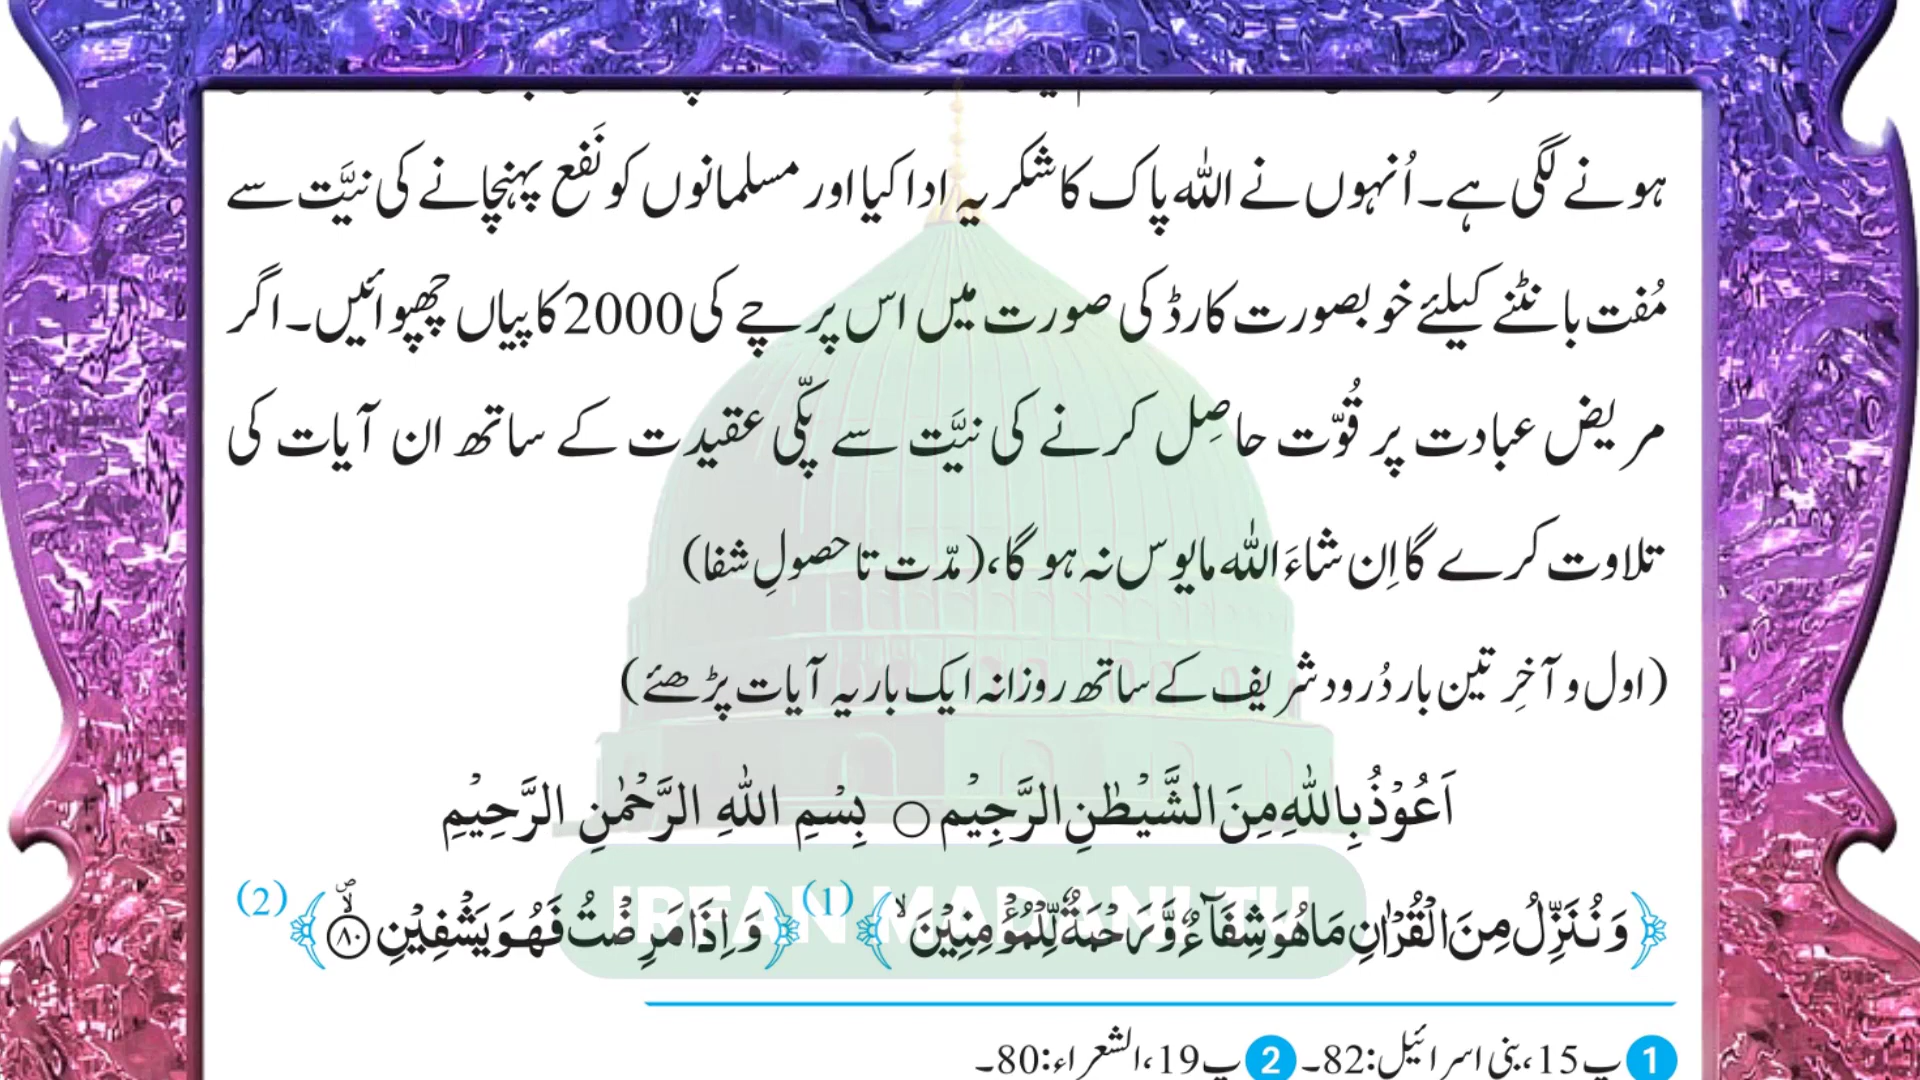 ہونے لگی ہے۔ اُنہوں نے اللہ پاک کا شکریہ ادا کیا اور مسلمانوں کو نَفع پہنچانے کی نیَّت سے
مُفت بانٹنے کیلئے خوبصورت کارڈ کی صورت میں اس پرچے کی 2000 کاپیاں چھپوائیں۔ اگر
مریض عبادت پر قُوّت حاصِل کرنے کی نیَّت سے پکّی عقیدت کے ساتھ ان آیات کی
تلاوت کرے گا اِن شاءَ اللہ مایوس نہ ہو گا، (مدّت تا حصولِ شفا)
(اول و آخِر تین بار دُرود شریف کے ساتھ روزانہ ایک بار یہ آیات پڑھئے)
اَعُوْذُ بِاللّٰهِ مِنَ الشَّيْطٰنِ الرَّجِيْمِ ○ بِسْمِ اللّٰهِ الرَّحْمٰنِ الرَّحِيْمِ
﴿وَ نُنَزِّلُ مِنَ الْقُرْاٰنِ مَا هُوَ شِفَآءٌ وَّ رَحْمَةٌ لِّلْمُؤْمِنِيْنَ ۙ﴾ (1) ﴿وَ اِذَا مَرِضْتُ فَهُوَ يَشْفِيْنِ ۪ۙ۸۰﴾ (2)
IRFAN MADANI TV
1 پ 15، بنی اسرائیل: 82۔ 2 پ 19، الشعراء: 80۔